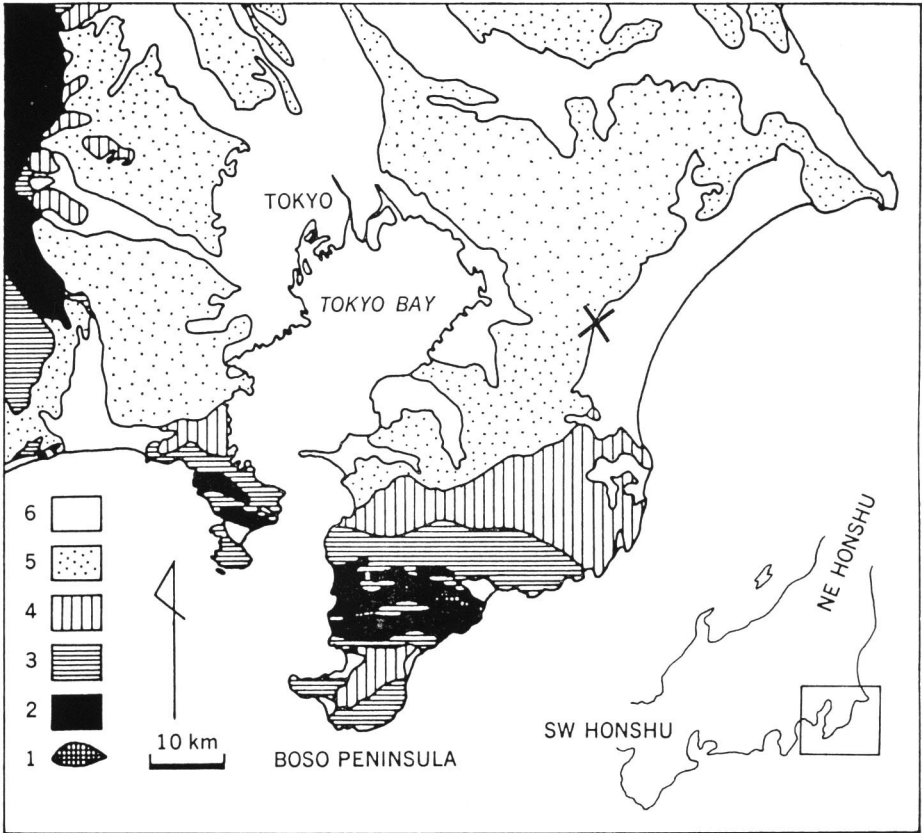 TOKYO
TOKYO BAY
6
5
4
3
2
1
10 km
BOSO PENINSULA
NE HONSHU
SW HONSHU